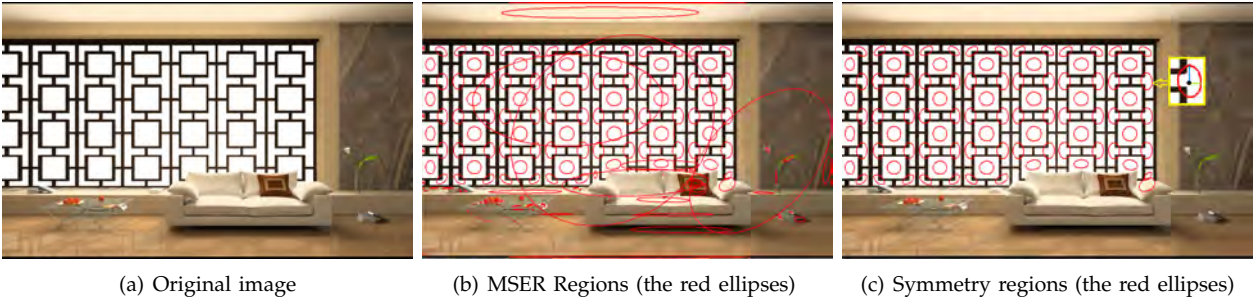 (a) Original image
(b) MSER Regions (the red ellipses)
(c) Symmetry regions (the red ellipses)